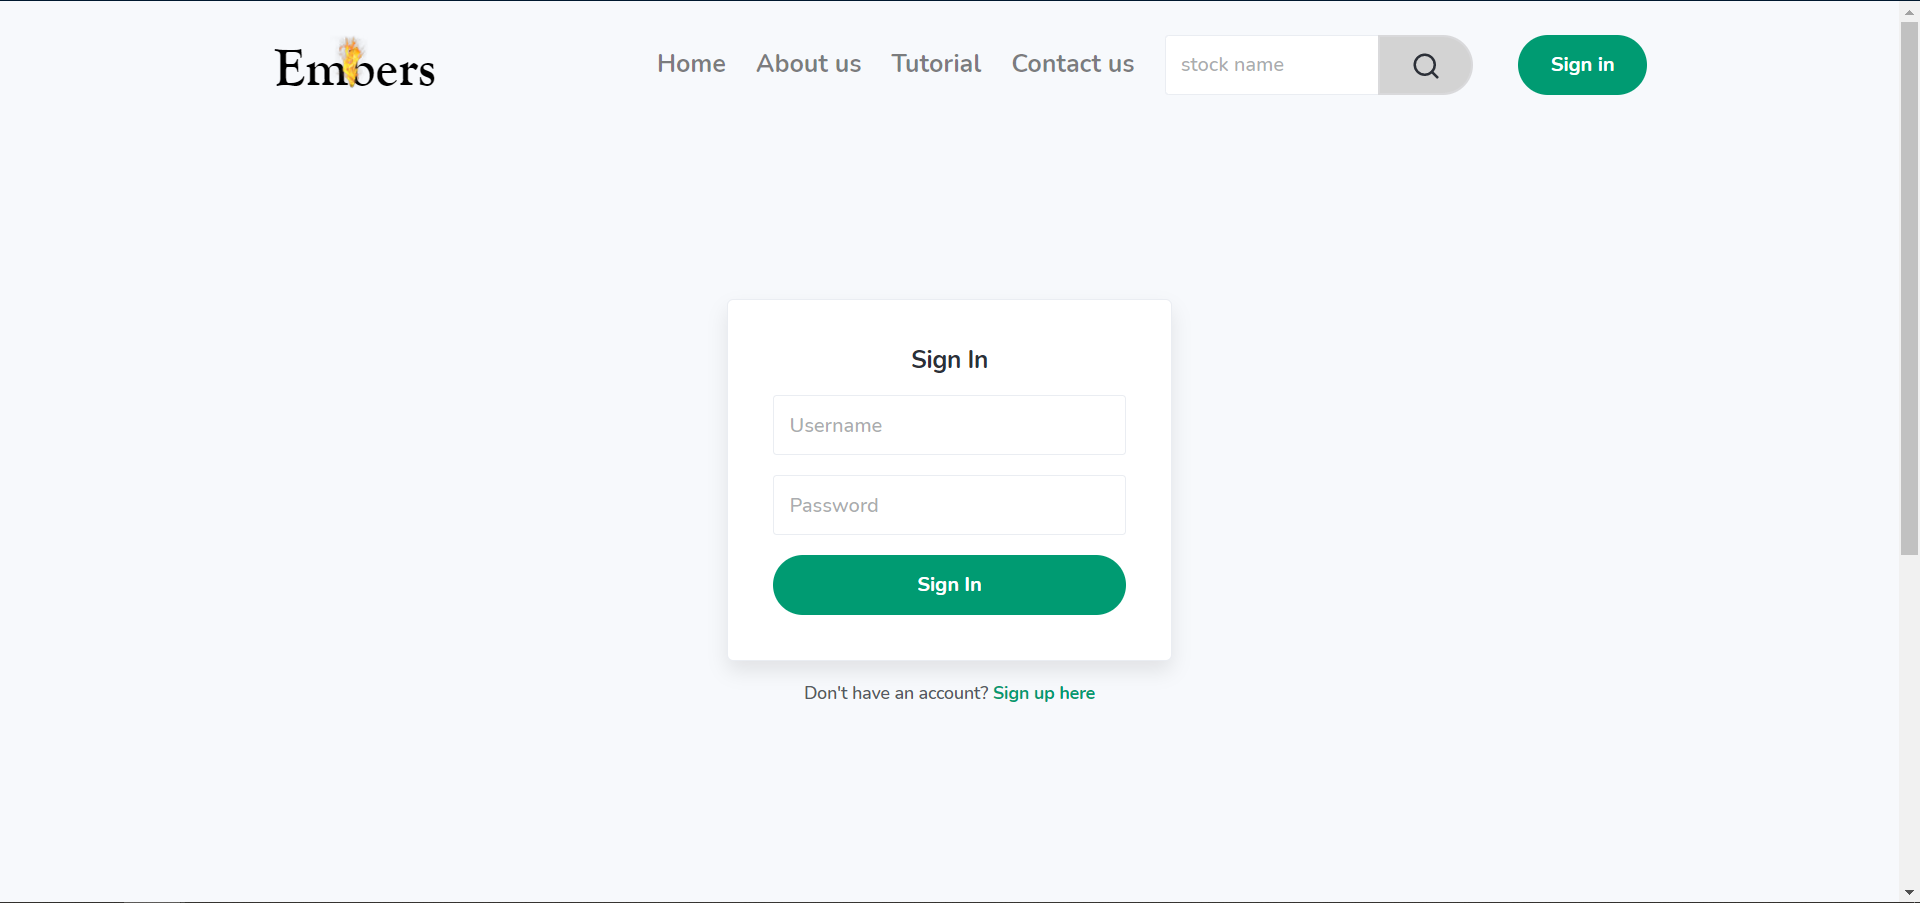 Embers
Home About us Tutorial Contact us stock name Sign in
Sign In
Username
Password
Sign In
Don't have an account? Sign up here